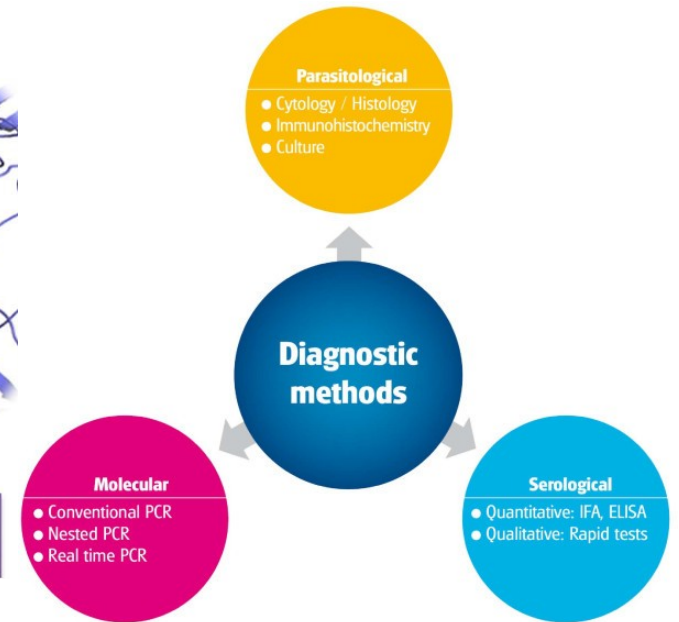 Parasitological
● Cytology / Histology
● Immunohistochemistry
● Culture
Diagnostic
methods
Molecular
● Conventional PCR
● Nested PCR
● Real time PCR
Serological
● Quantitative: IFA, ELISA
● Qualitative: Rapid tests